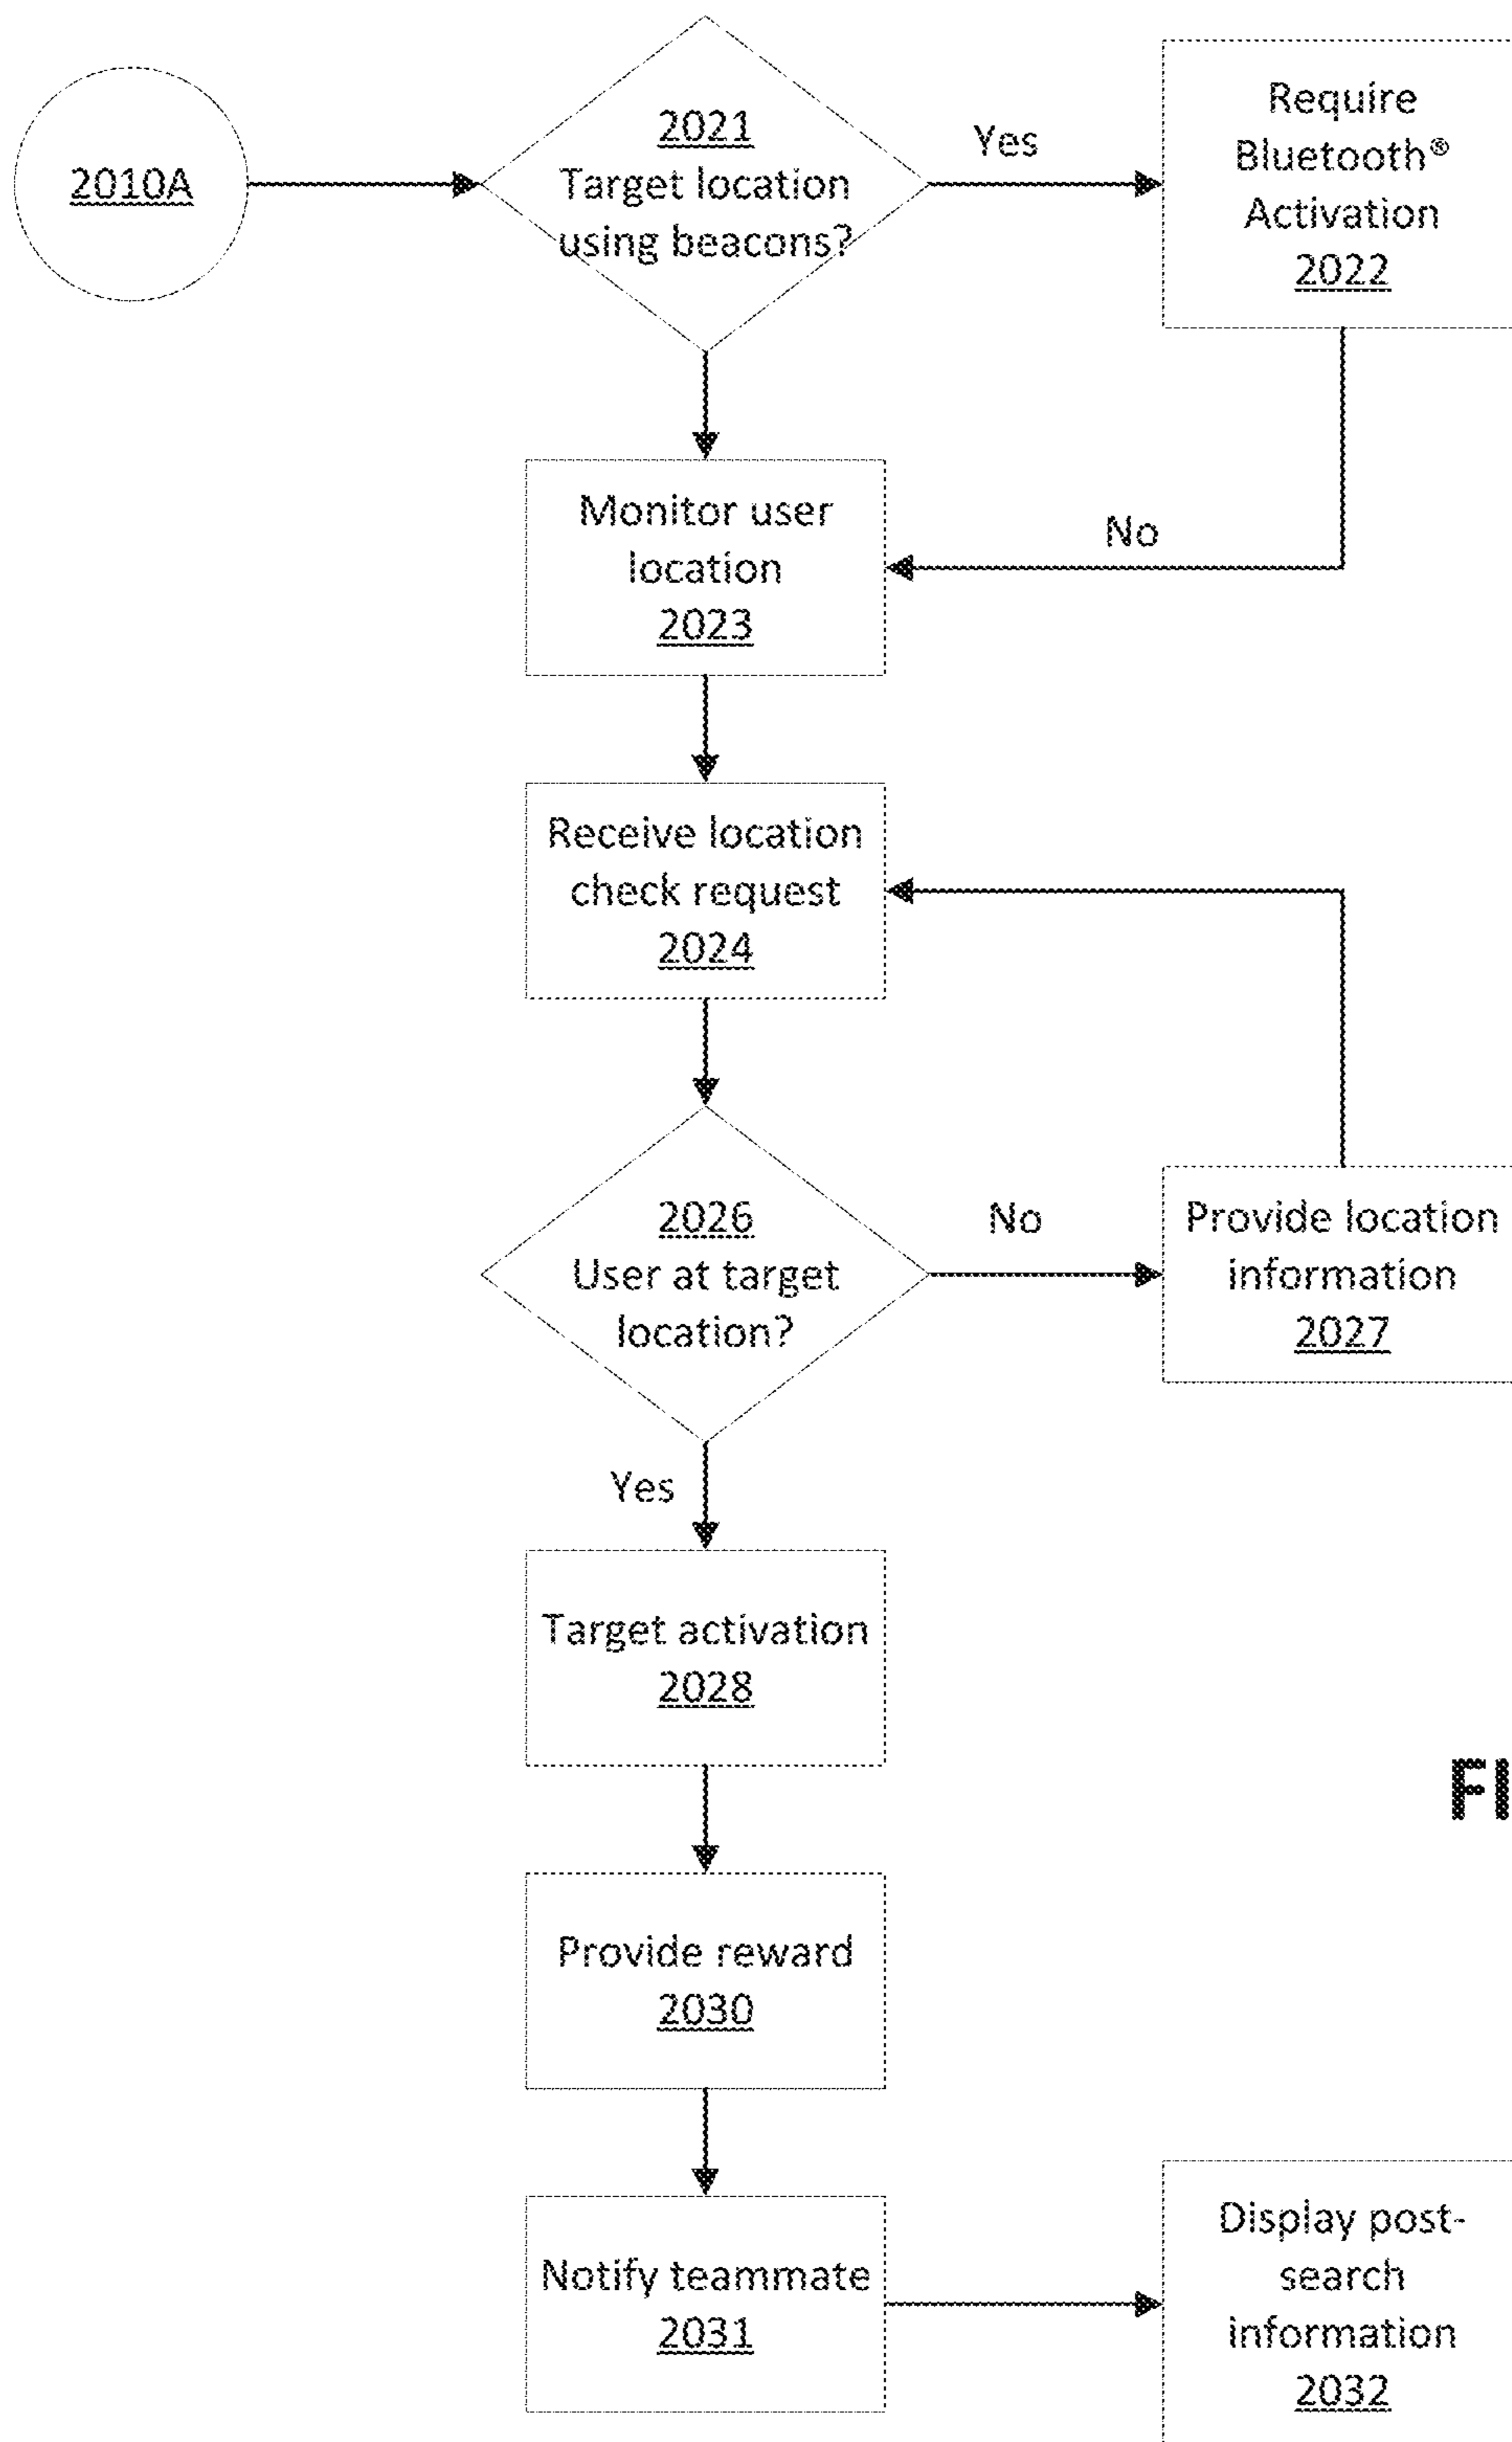 2010A
2021
Target location
using beacons?
Yes
Require
Bluetooth®
Activation
2022
Monitor user
location
2023
No
Receive location
check request
2024
2026
User at target
location?
No
Provide location
information
2027
Yes
Target activation
2028
FI
Provide reward
2030
Notify teammate
2031
Display post-
search
information
2032